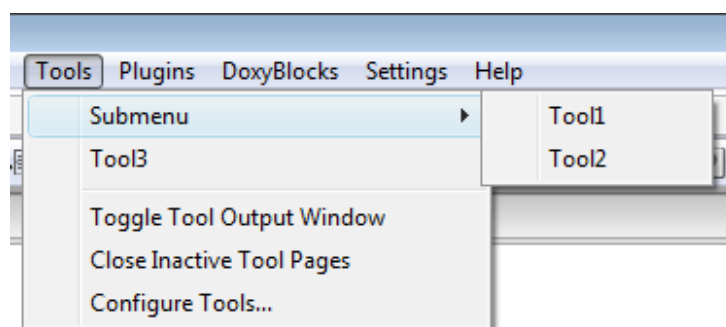 Tools Plugins DoxyBlocks Settings Help
Submenu Tool1
Tool3 Tool2
Toggle Tool Output Window
Close Inactive Tool Pages
Configure Tools...